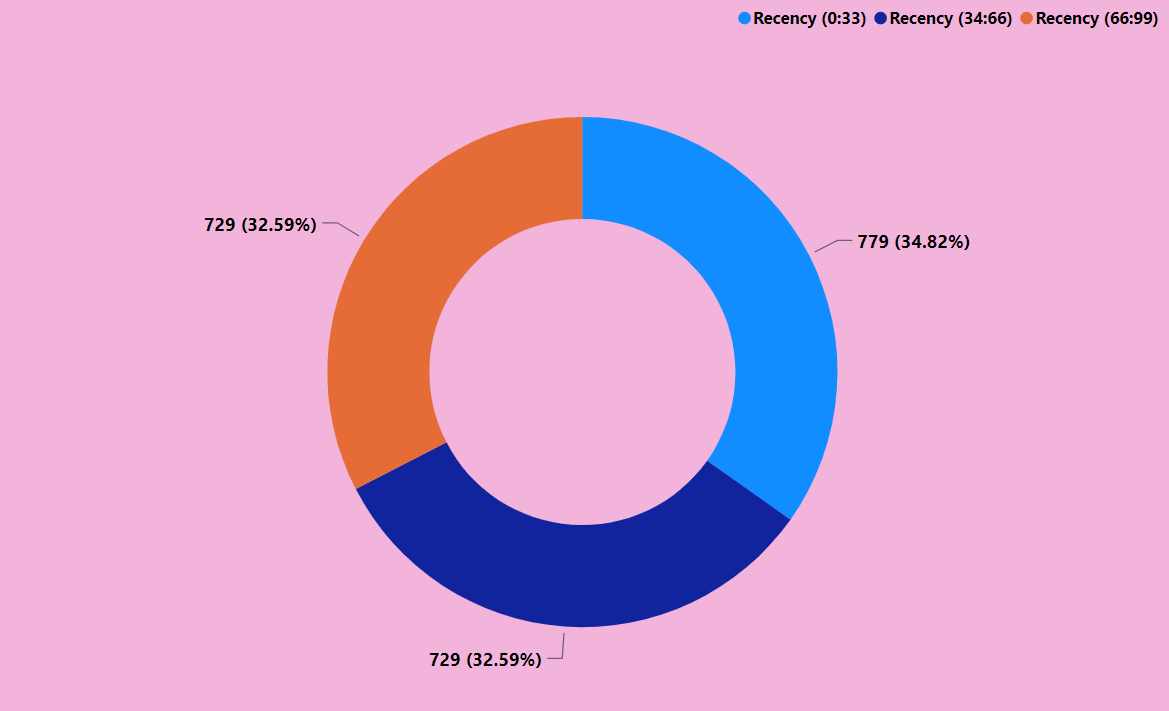 Recency (0:33) Recency (34:66) Recency (66:99)
729 (32.59%)
779 (34.82%)
729 (32.59%)